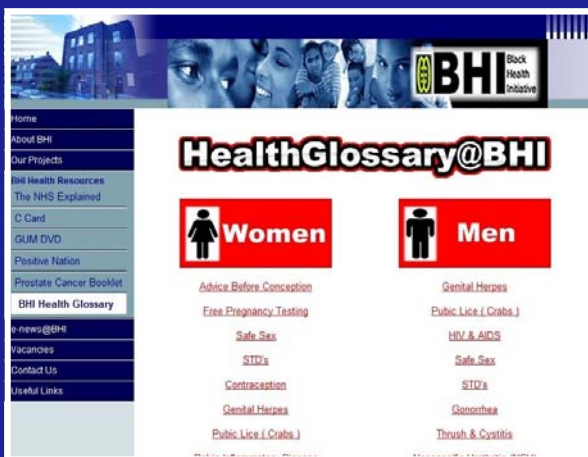 BHI Black
Health
Initiative
Home
About BHI
Our Projects
BHI Health Resources
The NHS Explained
C Card
GUM DVD
Positive Nation
Prostate Cancer Booklet
BHI Health Glossary
e-news@BHI
Vacancies
Contact Us
Useful Links
HealthGlossary@BHI
Women
Advice Before Conception
Free Pregnancy Testing
Safe Sex
STD's
Contraception
Genital Herpes
Pubic Lice ( Crabs )
Men
Genital Herpes
Pubic Lice ( Crabs )
HIV & AIDS
Safe Sex
STD's
Gonorrhea
Thrush & Cystitis